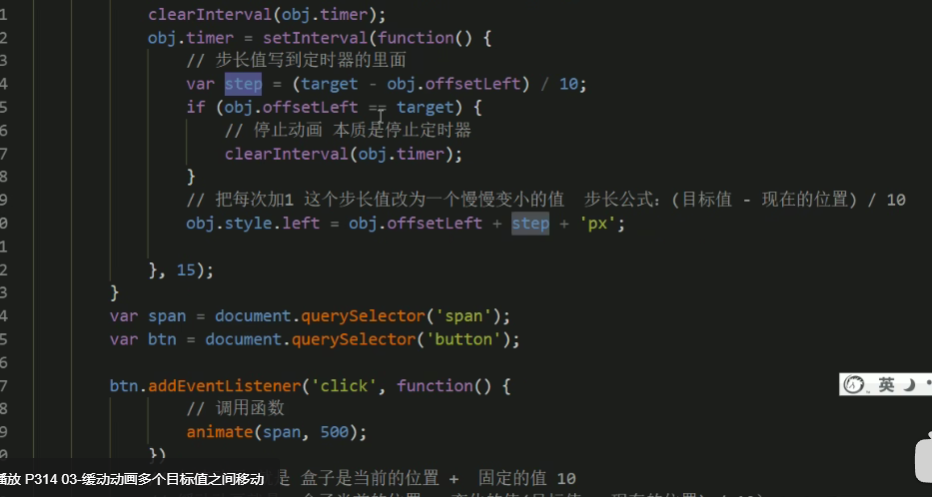 1 clearInterval(obj.timer);
2 obj.timer = setInterval(function() {
3 // 步长值写到定时器的里面
4 var step = (target - obj.offsetLeft) / 10;
5 if (obj.offsetLeft == target) {
6 // 停止动画 本质是停止定时器
7 clearInterval(obj.timer);
8 }
9 // 把每次加1 这个步长值改为一个慢慢变小的值 步长公式：(目标值 - 现在的位置) / 10
0 obj.style.left = obj.offsetLeft + step + 'px';
1
2 }, 15);
3 }
4 var span = document.querySelector('span');
5 var btn = document.querySelector('button');
6
7 btn.addEventListener('click', function() {
8 // 调用函数
9 animate(span, 500);
0 })
播放 P314 03-缓动动画多个目标值之间移动 是 盒子是当前的位置 + 固定的值 10
英